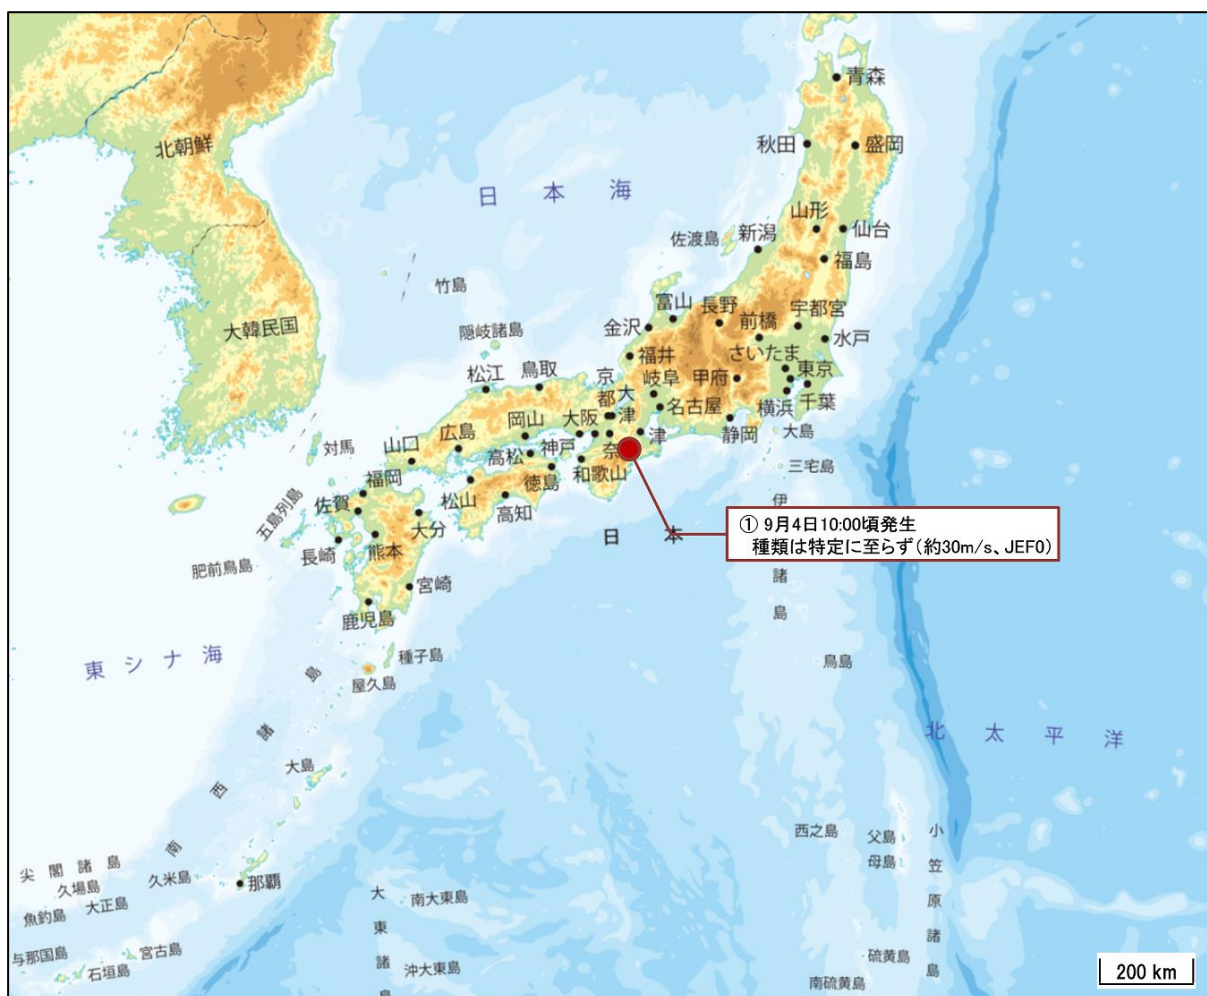 青森
北朝鮮
秋田
盛岡
日本海
山形
仙台
佐渡島
新潟
福島
竹島
富山
長野
宇都宮
大韓民国
隠岐諸島
金沢
前橋
水戸
福井
さいたま
松江
鳥取
京都
大津
岐阜
甲府
東京
名古屋
横浜
千葉
岡山
大阪
広島
津
静岡
大島
対馬
山口
高松
神戸
奈
三宅島
福岡
徳島
和歌山
五島列島
佐賀
松山
高知
伊
大分
① 9月4日10:00頃発生
種類は特定に至らず(約30m/s、JEF0)
長崎
熊本
日本
肥前鳥島
宮崎
諸島
鹿児島
東シナ海
種子島
鳥島
屋久島
北太平洋
南西諸島
大島
西之島
父島
小笠原諸島
母島
尖閣諸島
久場島
久米島
那覇
魚釣島
大正島
大東諸島
南大東島
与那国島
宮古島
石垣島
沖大東島
硫黄島
南硫黄島
200 km